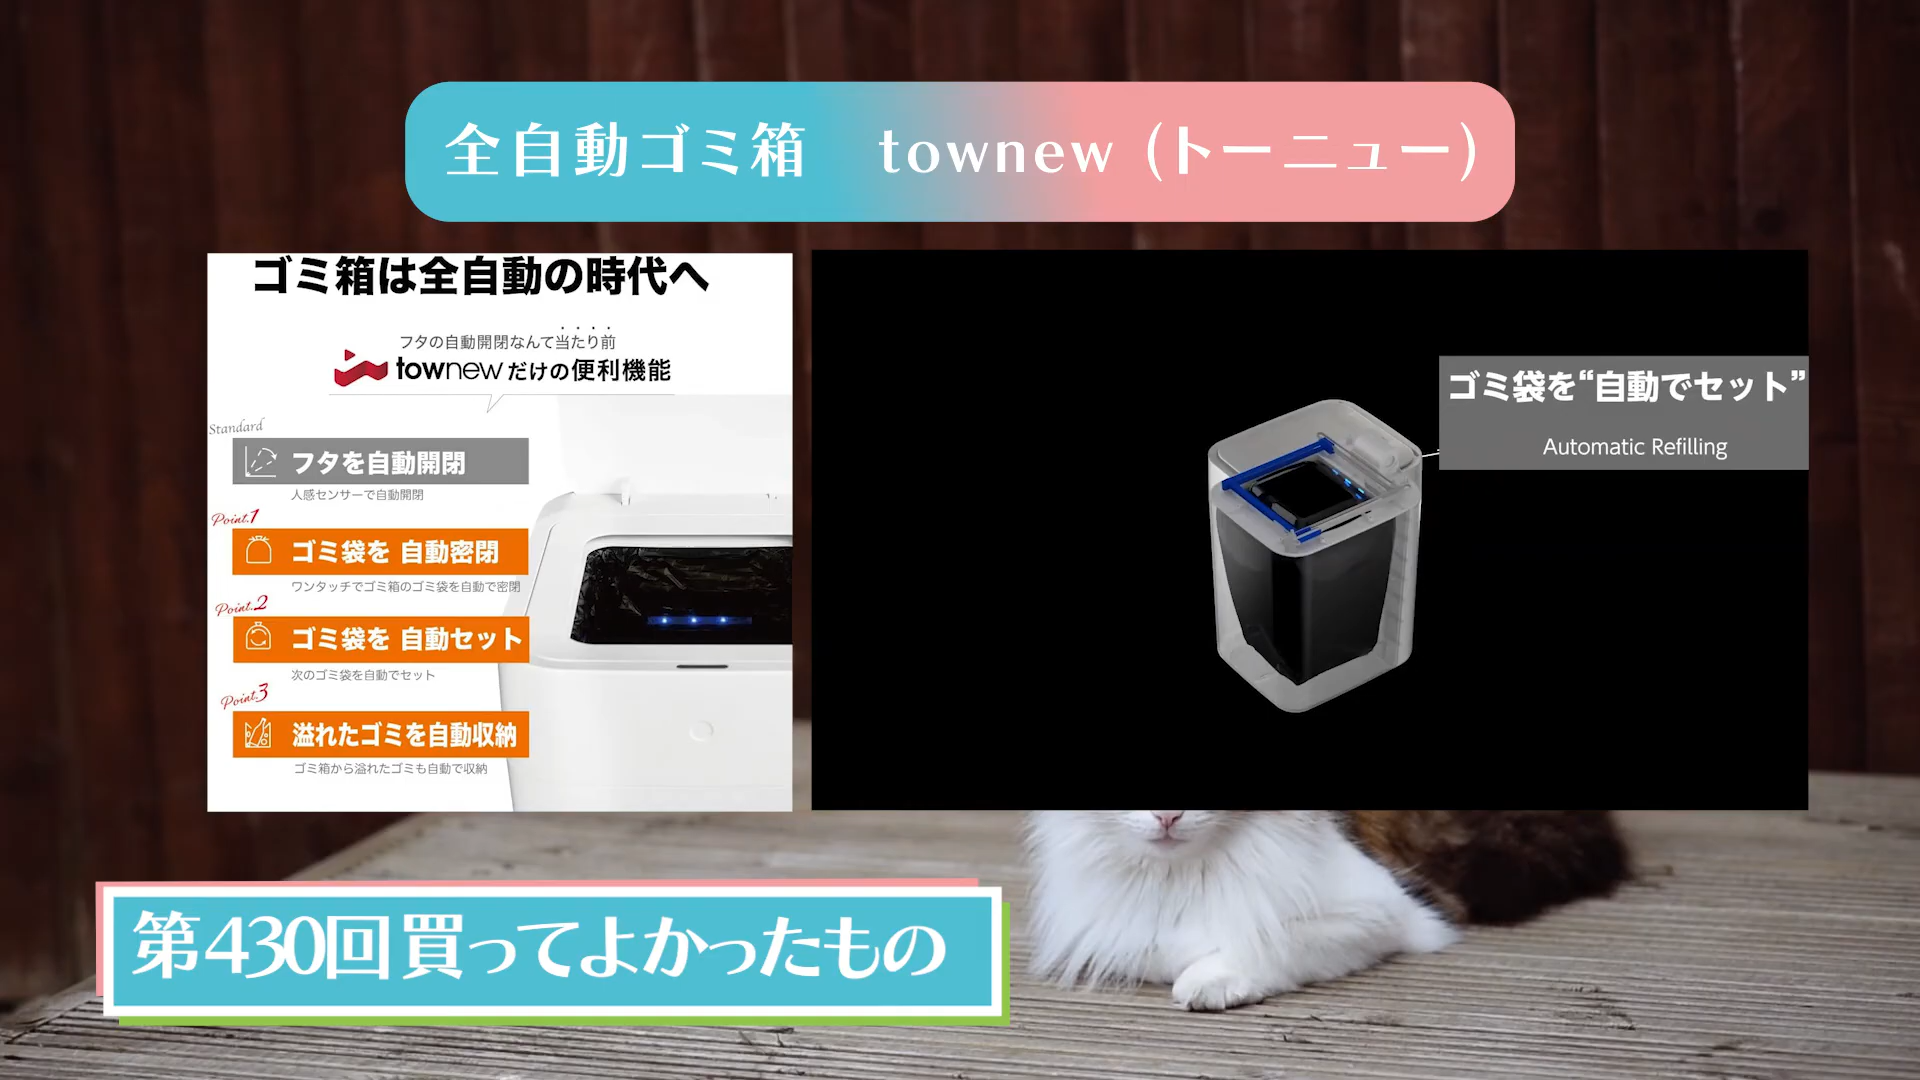 全自動ゴミ箱　townew (トーニュー)
ゴミ箱は全自動の時代へ
フタの自動開閉なんて当たり前
townewだけの便利機能
Standard
フタを自動開閉
人感センサーで自動開閉
Point.1
ゴミ袋を 自動密閉
ワンタッチでゴミ箱のゴミ袋を自動で密閉
Point.2
ゴミ袋を 自動セット
次のゴミ袋を自動でセット
Point.3
溢れたゴミを自動収納
ゴミ箱から溢れたゴミも自動で収納
ゴミ袋を“自動でセット”
Automatic Refilling
第430回 買ってよかったもの